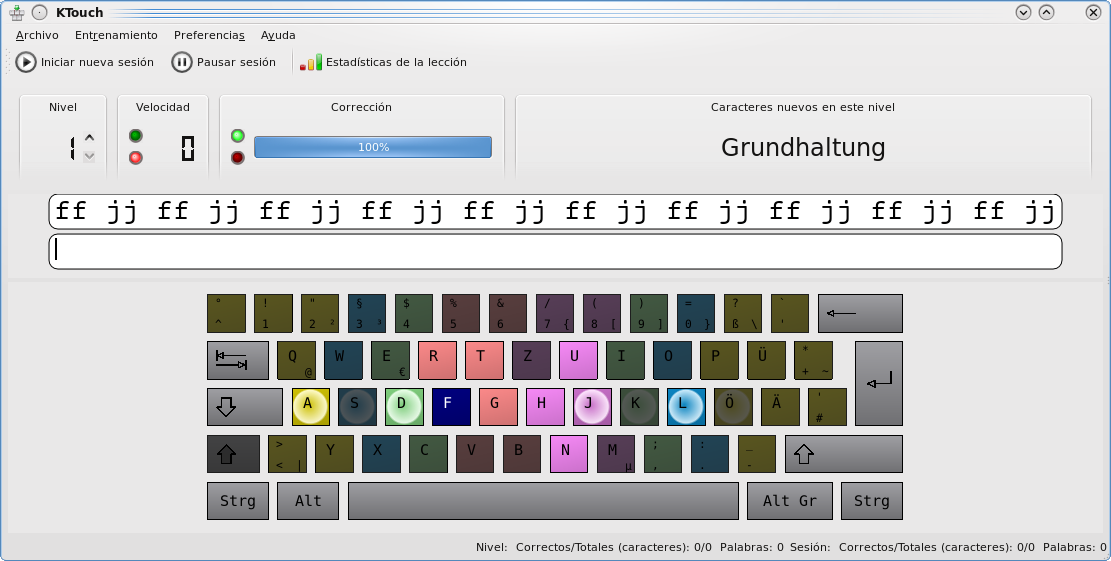 KTouch
Archivo Entrenamiento Preferencias Ayuda
Iniciar nueva sesión Pausar sesión Estadísticas de la lección
Nivel Velocidad Corrección Caracteres nuevos en este nivel
1 0 100% Grundhaltung
ff jj ff jj ff jj ff jj ff jj ff jj ff jj ff jj ff jj ff jj
° ! " § $ % & / ( ) = ? `
^ 1 2 ² 3 ³ 4 5 6 7 { 8 [ 9 ] 0 } ß \ ´
Q @ W E € R T Z U I O P Ü * + ~
A S D F G H J K L Ö Ä ' #
> < | Y X C V B N M µ ; , : . _ -
Strg Alt Alt Gr Strg
Nivel: Correctos/Totales (caracteres): 0/0 Palabras: 0 Sesión: Correctos/Totales (caracteres): 0/0 Palabras: 0